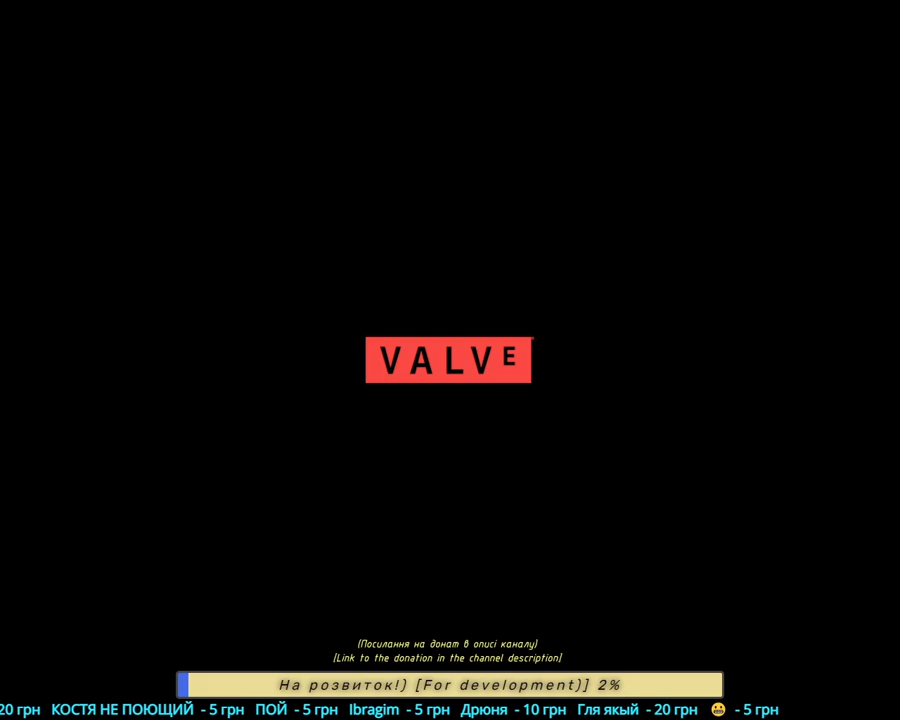 VALVE
(Посилання на донат в описі каналу)
[Link to the donation in the channel description]
На розвиток!) [For development)] 2%
20 грн КОСТЯ НЕ ПОЮЩИЙ - 5 грн ПОЙ - 5 грн Ibragim - 5 грн Дрюня - 10 грн Гля якый - 20 грн 😀 - 5 грн